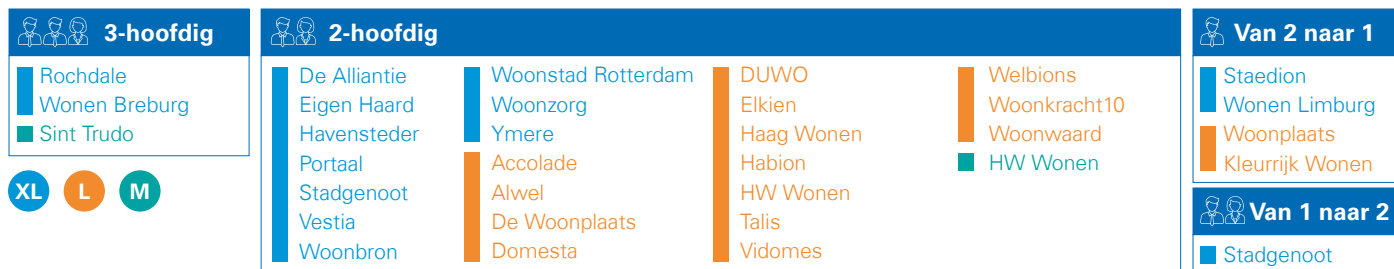 3-hoofdig
Rochdale
Wonen Breburg
Sint Trudo
XL L M
2-hoofdig
De Alliantie
Eigen Haard
Havensteder
Portaal
Stadgenoot
Vestia
Woonbron
Woonstad Rotterdam
Woonzorg
Ymere
Accolade
Alwel
De Woonplaats
Domesta
DUWO
Elkien
Haag Wonen
Habion
HW Wonen
Talis
Vidomes
Welbions
Woonkracht10
Woonwaard
HW Wonen
Van 2 naar 1
Staedion
Wonen Limburg
Woonplaats
Kleurrijk Wonen
Van 1 naar 2
Stadgenoot